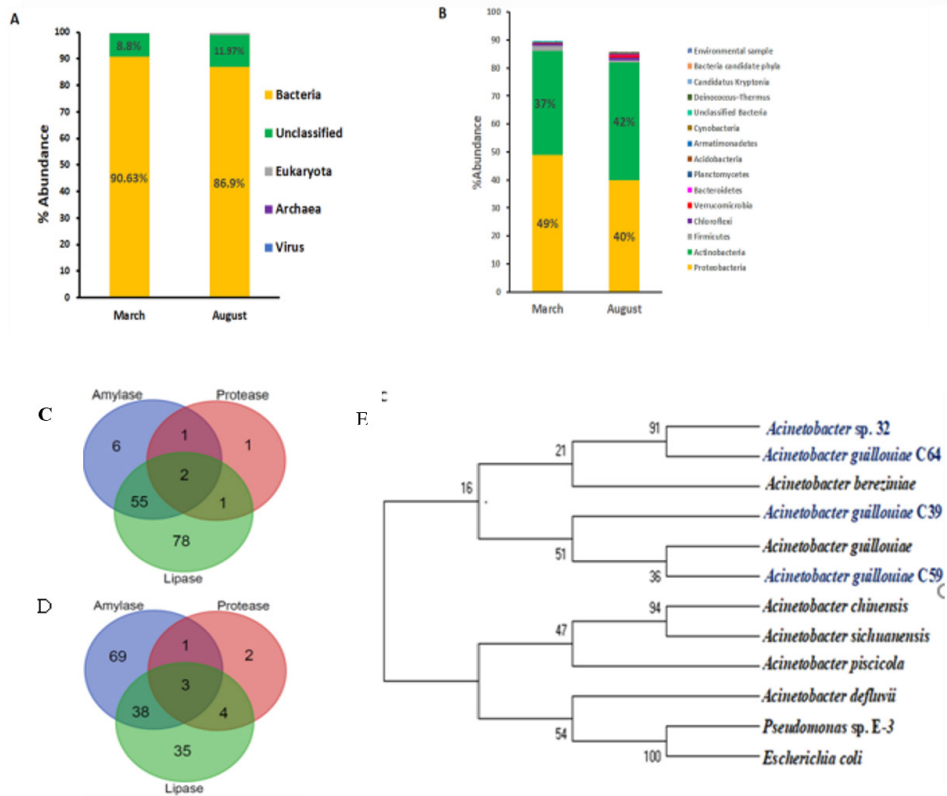 A
100
90
80
70
60
50
40
30
20
10
0
% Abundance
8.8%
90.63%
11.97%
86.9%
March
August
Bacteria
Unclassified
Eukaryota
Archaea
Virus
B
100
90
80
70
60
50
40
30
20
10
0
%Abundance
37%
49%
42%
40%
March
August
Environmental sample
Bacteria candidate phyla
Candidatus Kryptonia
Deinococcus-Thermus
Unclassified Bacteria
Cynobacteria
Armatimonadetes
Acidobacteria
Planctomycetes
Bacteroidetes
Verrucomicrobia
Chloroflexi
Firmicutes
Actinobacteria
Proteobacteria
C
Amylase
Protease
6
1
1
2
55
1
78
Lipase
D
Amylase
Protease
69
1
2
3
38
4
35
Lipase
E
91
21
16
51
36
94
47
54
100
Acinetobacter sp. 32
Acinetobacter guillouiae C64
Acinetobacter bereziniae
Acinetobacter guillouiae C39
Acinetobacter guillouiae
Acinetobacter guillouiae C59
Acinetobacter chinensis
Acinetobacter sichuanensis
Acinetobacter piscicola
Acinetobacter defluvii
Pseudomonas sp. E-3
Escherichia coli